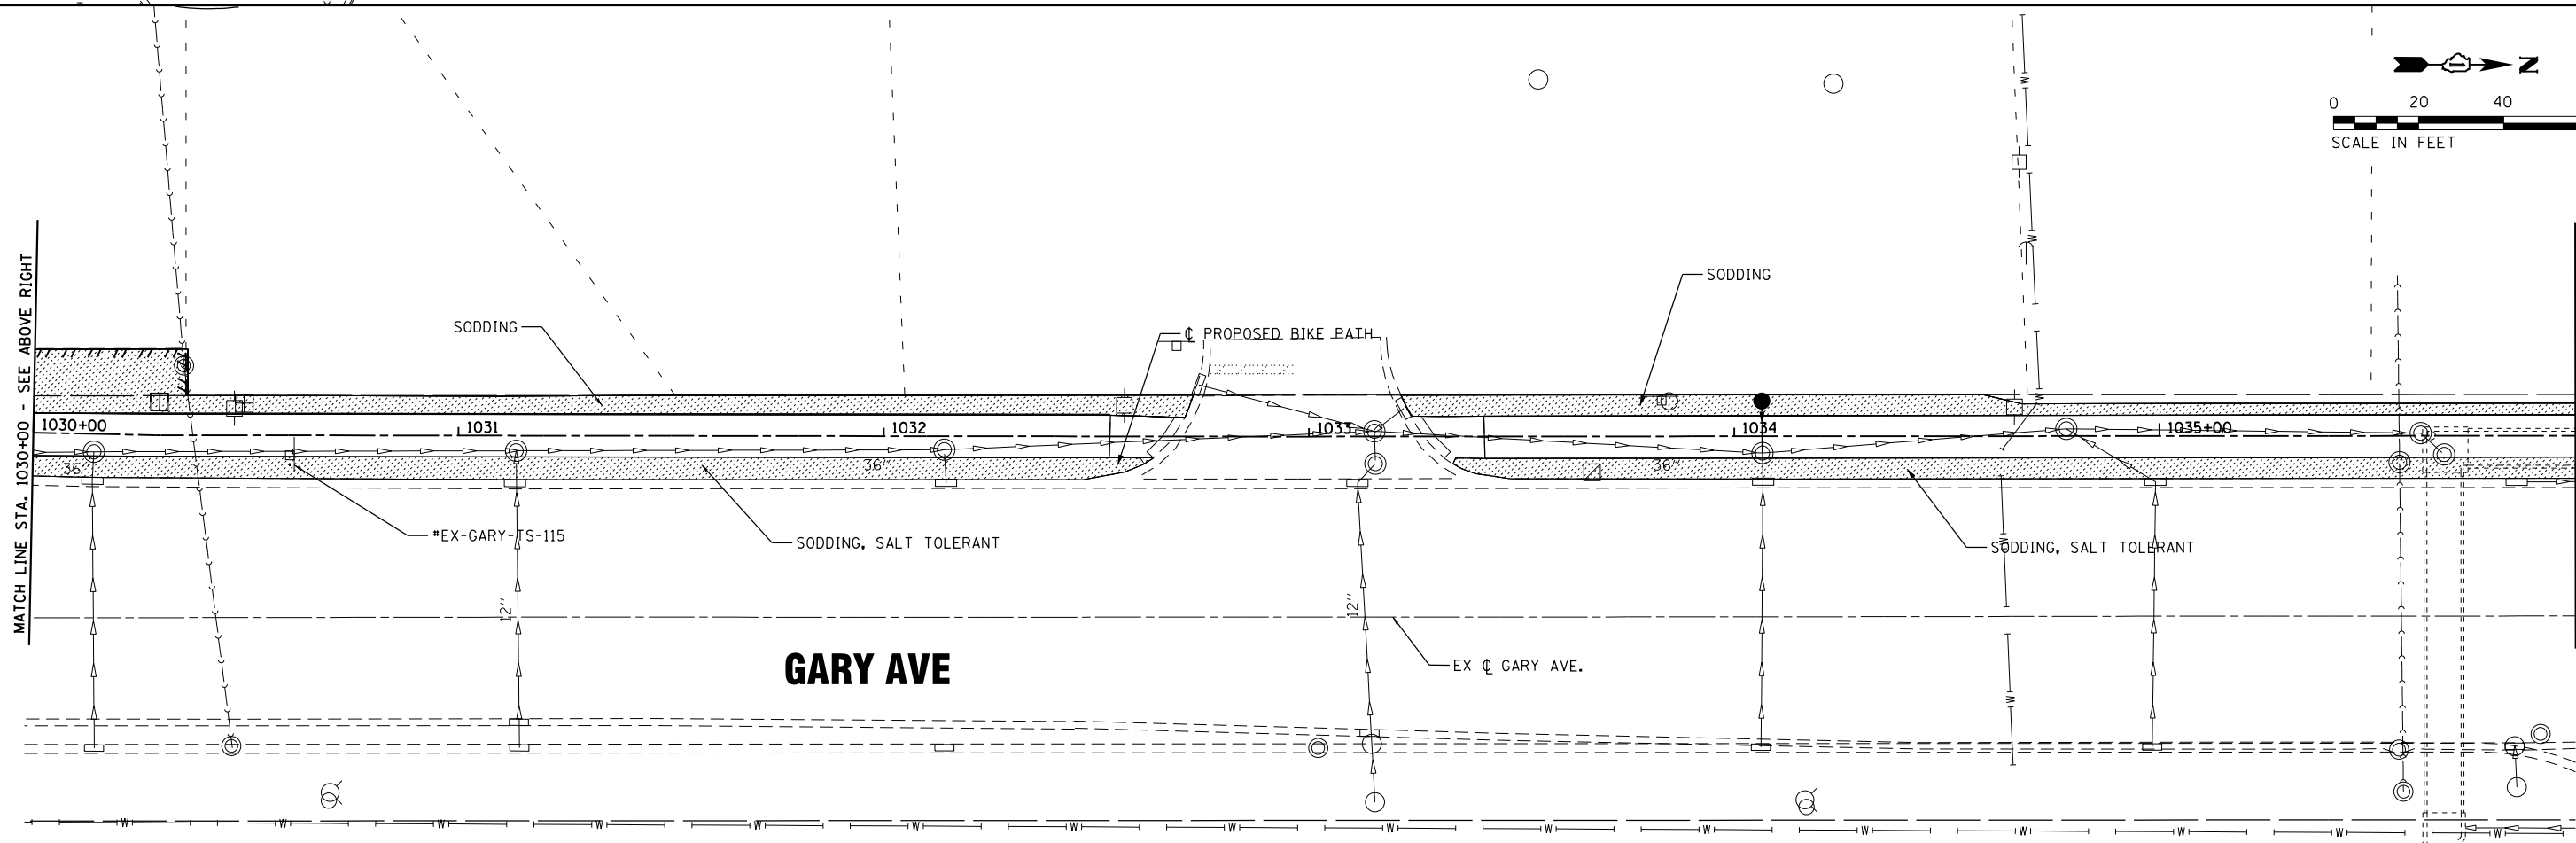 N
0 20 40
SCALE IN FEET
MATCH LINE STA. 1030+00 - SEE ABOVE RIGHT
SODDING
SODDING
℄ PROPOSED BIKE PATH
1030+00 1031 1032 1033 1034 1035+00
36" 36" 36"
#EX-GARY-TS-115
SODDING, SALT TOLERANT
SODDING, SALT TOLERANT
12"
12"
GARY AVE
EX ℄ GARY AVE.
W W W W W W
W W W W W W W W W W W W W W W W